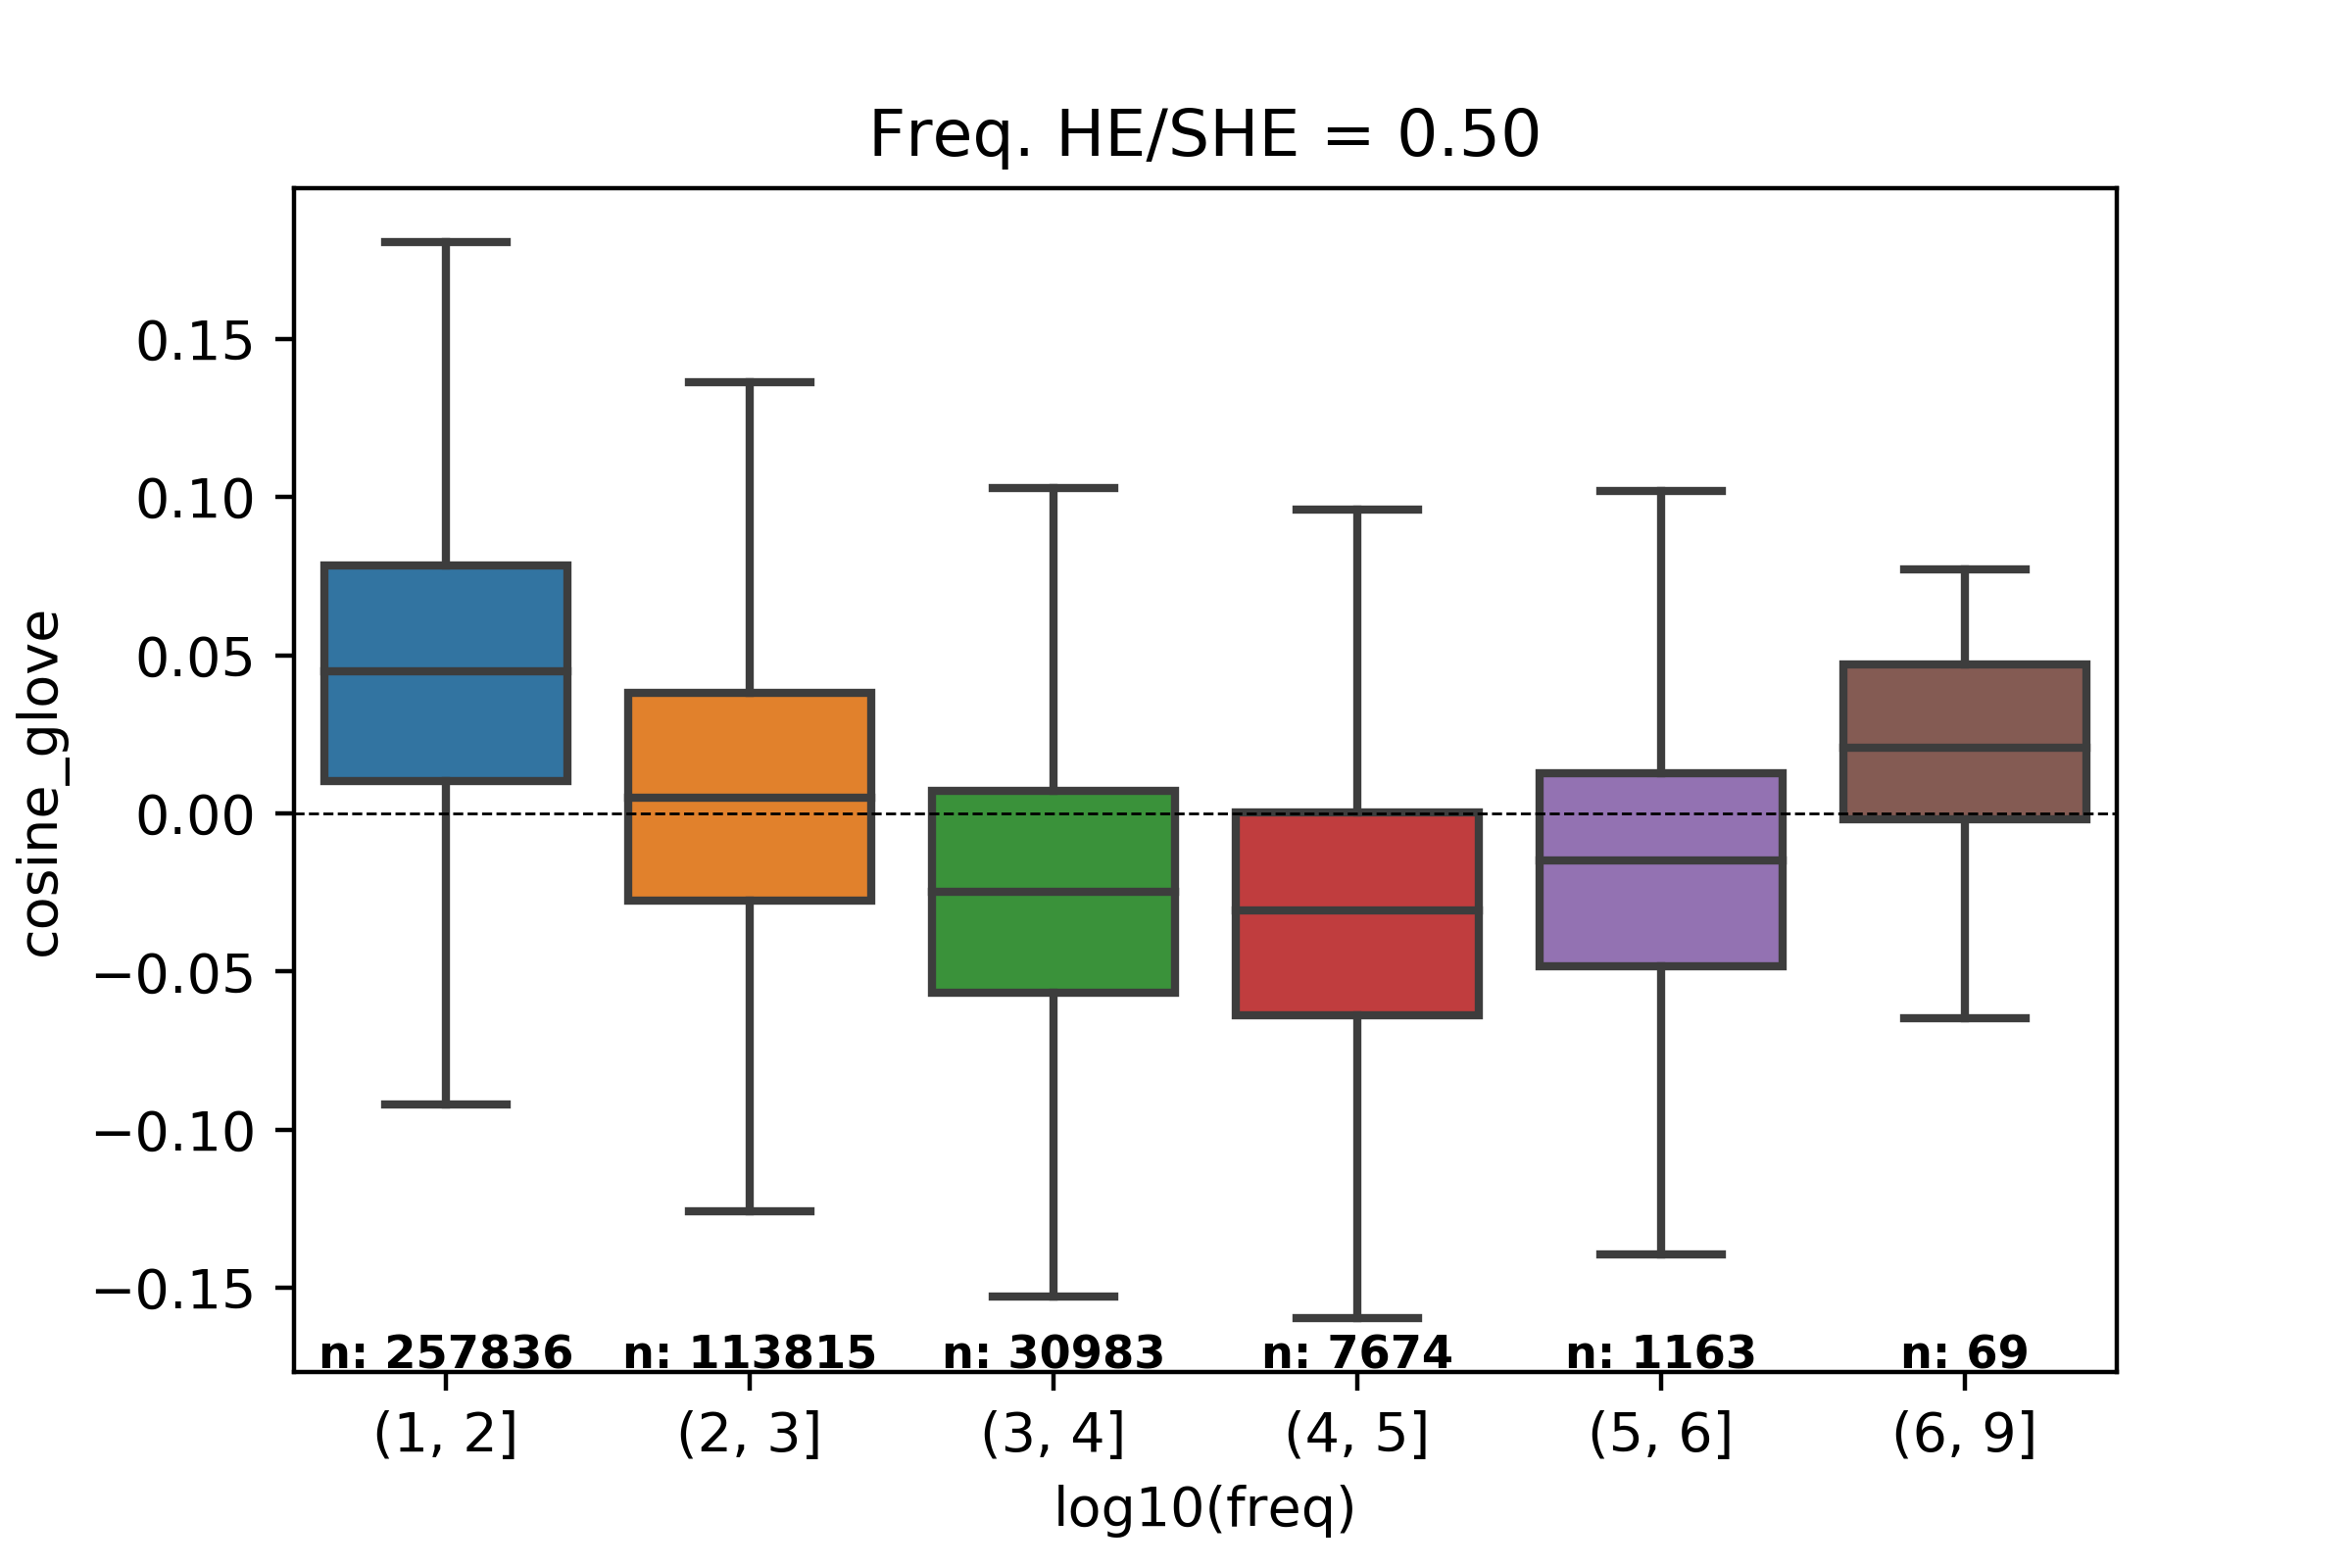 Freq. HE/SHE = 0.50
cosine_glove
0.15
0.10
0.05
0.00
−0.05
−0.10
−0.15
n: 257836 n: 113815 n: 30983 n: 7674 n: 1163 n: 69
(1, 2] (2, 3] (3, 4] (4, 5] (5, 6] (6, 9]
log10(freq)